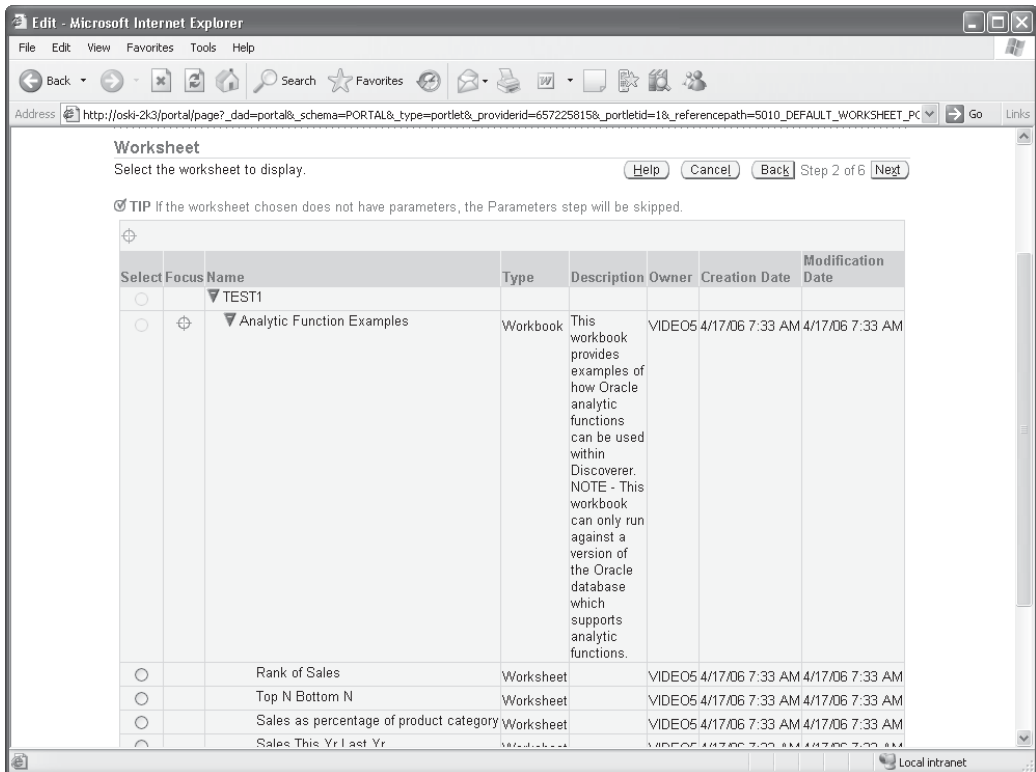 Edit - Microsoft Internet Explorer
File Edit View Favorites Tools Help
Back Search Favorites
Address http://oski-2k3/portal/page?_dad=portal&_schema=PORTAL&_type=portlet&_providerid=657225815&_portletid=1&_referencepath=5010_DEFAULT_WORKSHEET_PC Go Links
Worksheet
Select the worksheet to display. Help Cancel Back Step 2 of 6 Next
TIP If the worksheet chosen does not have parameters, the Parameters step will be skipped.
Select Focus Name Type Description Owner Creation Date Modification Date
TEST1
Analytic Function Examples Workbook This VIDEO5 4/17/06 7:33 AM 4/17/06 7:33 AM
workbook
provides
examples of
how Oracle
analytic
functions
can be used
within
Discoverer.
NOTE - This
workbook
can only run
against a
version of
the Oracle
database
which
supports
analytic
functions.
Rank of Sales Worksheet VIDEO5 4/17/06 7:33 AM 4/17/06 7:33 AM
Top N Bottom N Worksheet VIDEO5 4/17/06 7:33 AM 4/17/06 7:33 AM
Sales as percentage of product category Worksheet VIDEO5 4/17/06 7:33 AM 4/17/06 7:33 AM
Sales This Yr Last Yr
Local intranet